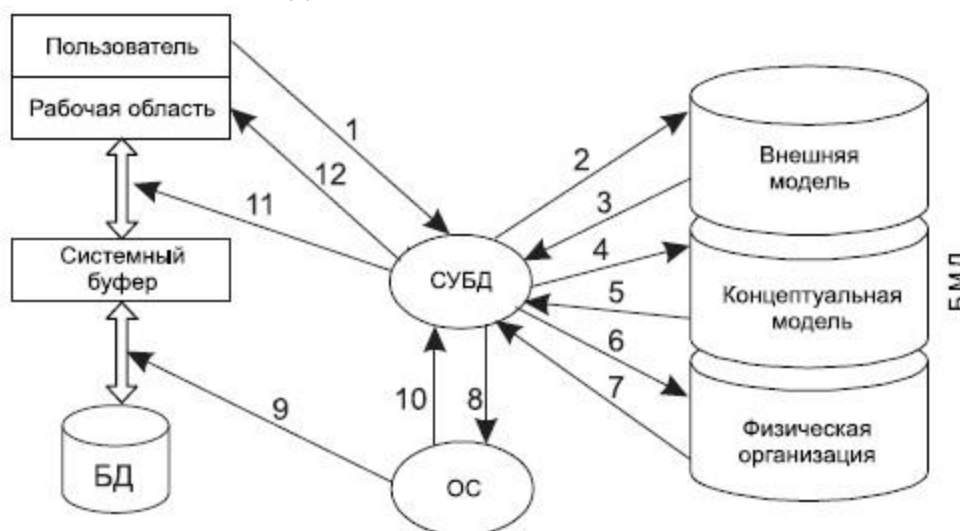 Пользователь
Рабочая область
1
12
11
2
3
4
5
6
7
Внешняя
модель
Системный
буфер
СУБД
Концептуальная
модель
БМД
10
8
9
Физическая
организация
БД
ОС